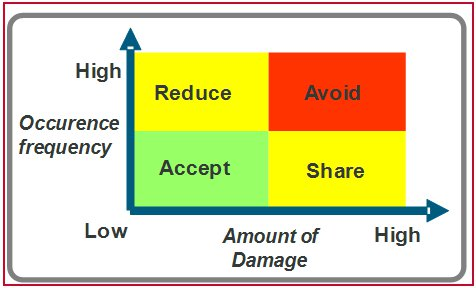 High
Reduce Avoid
Occurence
frequency
Accept Share
Low
Amount of
Damage
High